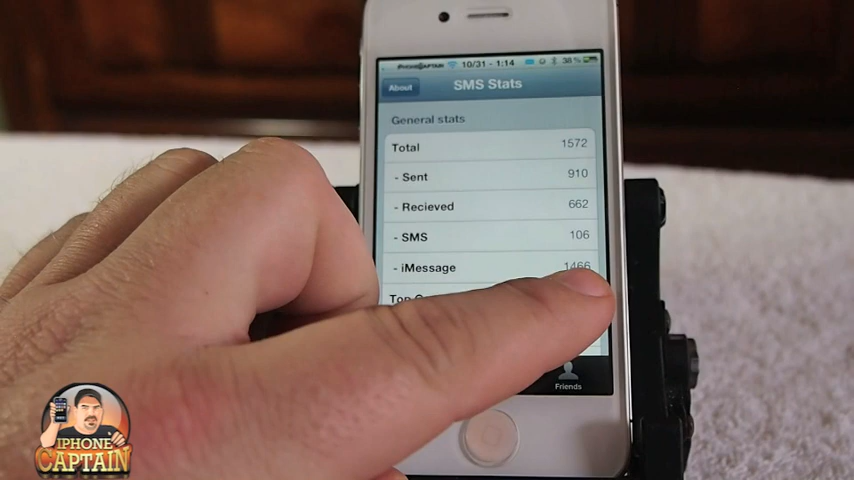 10/31 - 1:14 38%
About SMS Stats
General stats
Total 1572
- Sent 910
- Recieved 662
- SMS 106
- iMessage 1466
Top
Friends
IPHONE
CAPTAIN